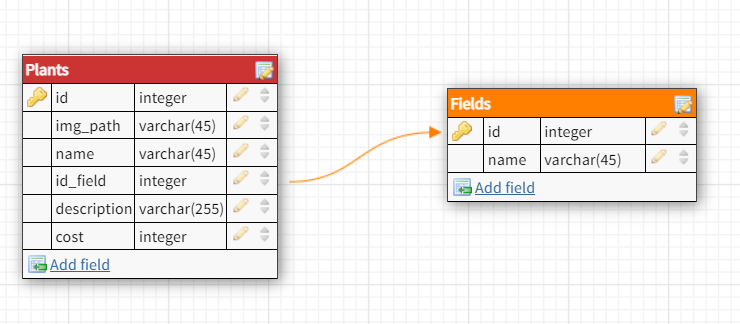 Plants
id integer
img_path varchar(45)
name varchar(45)
id_field integer
description varchar(255)
cost integer
Add field
Fields
id integer
name varchar(45)
Add field